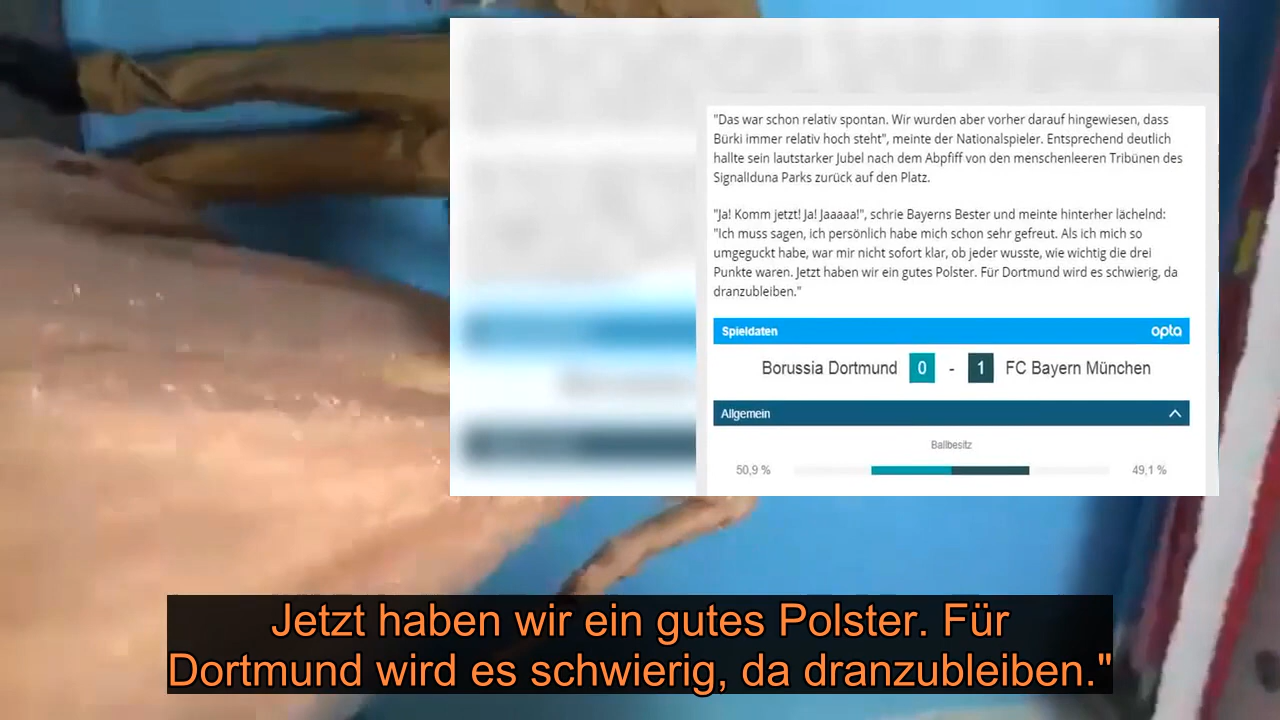 "Das war schon relativ spontan. Wir wurden aber vorher darauf hingewiesen, dass
Bürki immer relativ hoch steht", meinte der Nationalspieler. Entsprechend deutlich
hallte sein lautstarker Jubel nach dem Abpfiff von den menschenleeren Tribünen des
SignalIduna Parks zurück auf den Platz.
"Ja! Komm jetzt! Ja! Jaaaaa!", schrie Bayerns Bester und meinte hinterher lächelnd:
"Ich muss sagen, ich persönlich habe mich schon sehr gefreut. Als ich mich so
umgeguckt habe, war mir nicht sofort klar, ob jeder wusste, wie wichtig die drei
Punkte waren. Jetzt haben wir ein gutes Polster. Für Dortmund wird es schwierig, da
dranzubleiben."
Spieldaten opta
Borussia Dortmund 0 - 1 FC Bayern München
Allgemein
Ballbesitz
50,9 % 49,1 %
Jetzt haben wir ein gutes Polster. Für
Dortmund wird es schwierig, da dranzubleiben."